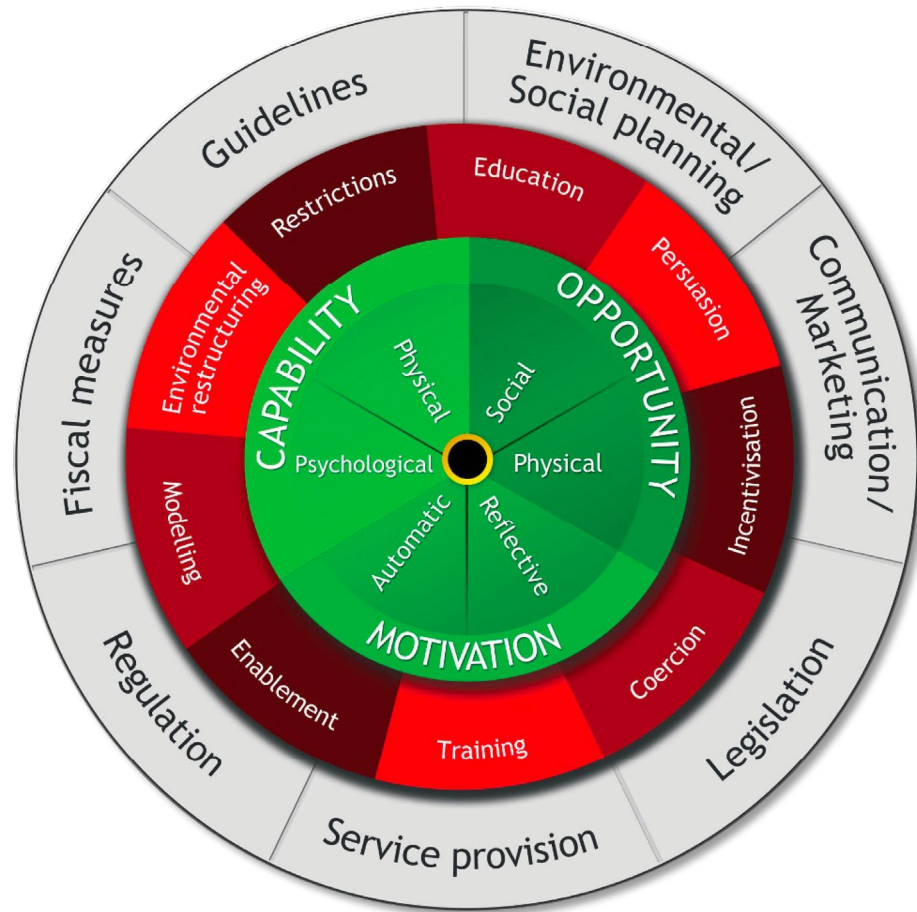 Guidelines
Environmental/
Social planning
Communication/
Marketing
Legislation
Service provision
Regulation
Fiscal measures
Restrictions
Education
Persuasion
Incentivisation
Coercion
Training
Enablement
Modelling
Environmental
restructuring
CAPABILITY
OPPORTUNITY
MOTIVATION
Physical
Social
Psychological
Physical
Automatic
Reflective